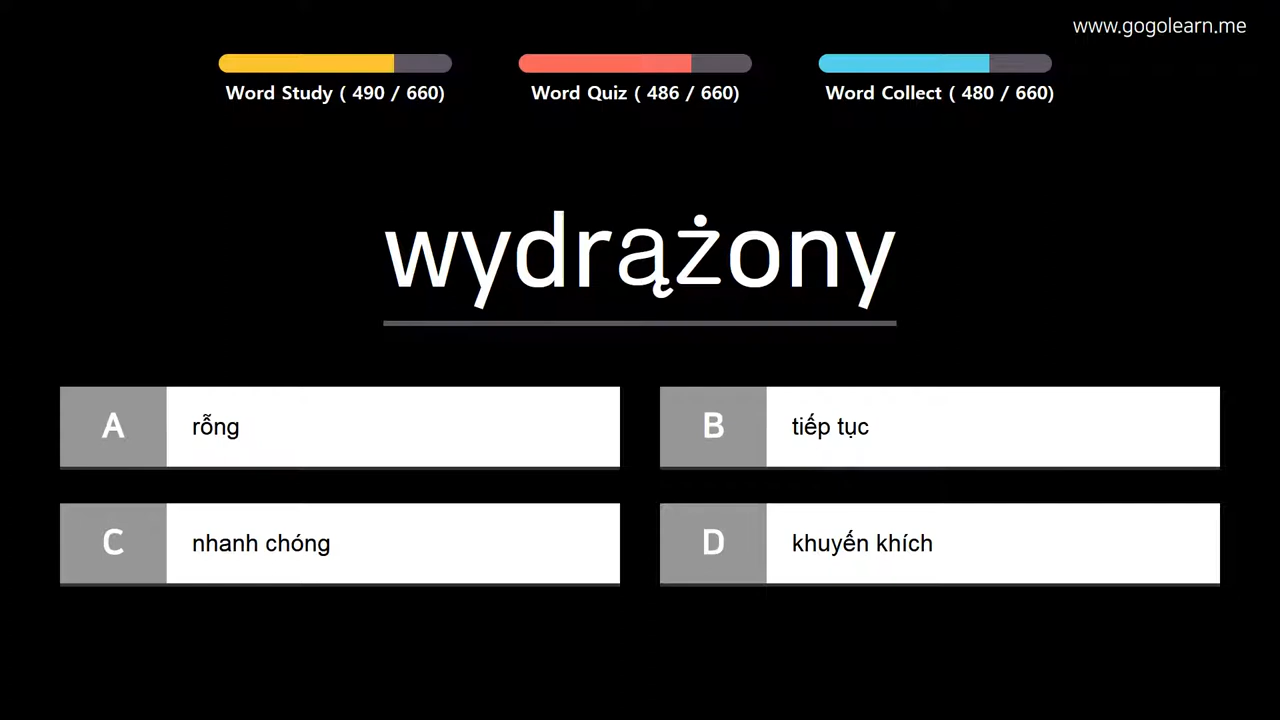 www.gogolearn.me
Word Study ( 490 / 660)
Word Quiz ( 486 / 660)
Word Collect ( 480 / 660)
wydrążony
A rỗng
B tiếp tục
C nhanh chóng
D khuyến khích